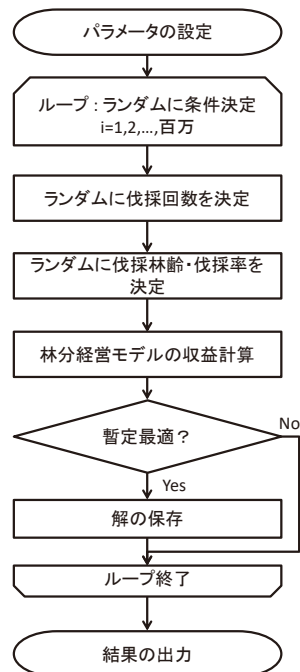 パラメータの設定
ループ：ランダムに条件決定
i=1,2,...,百万
ランダムに伐採回数を決定
ランダムに伐採林齢・伐採率を
決定
林分経営モデルの収益計算
暫定最適？
No
Yes
解の保存
ループ終了
結果の出力